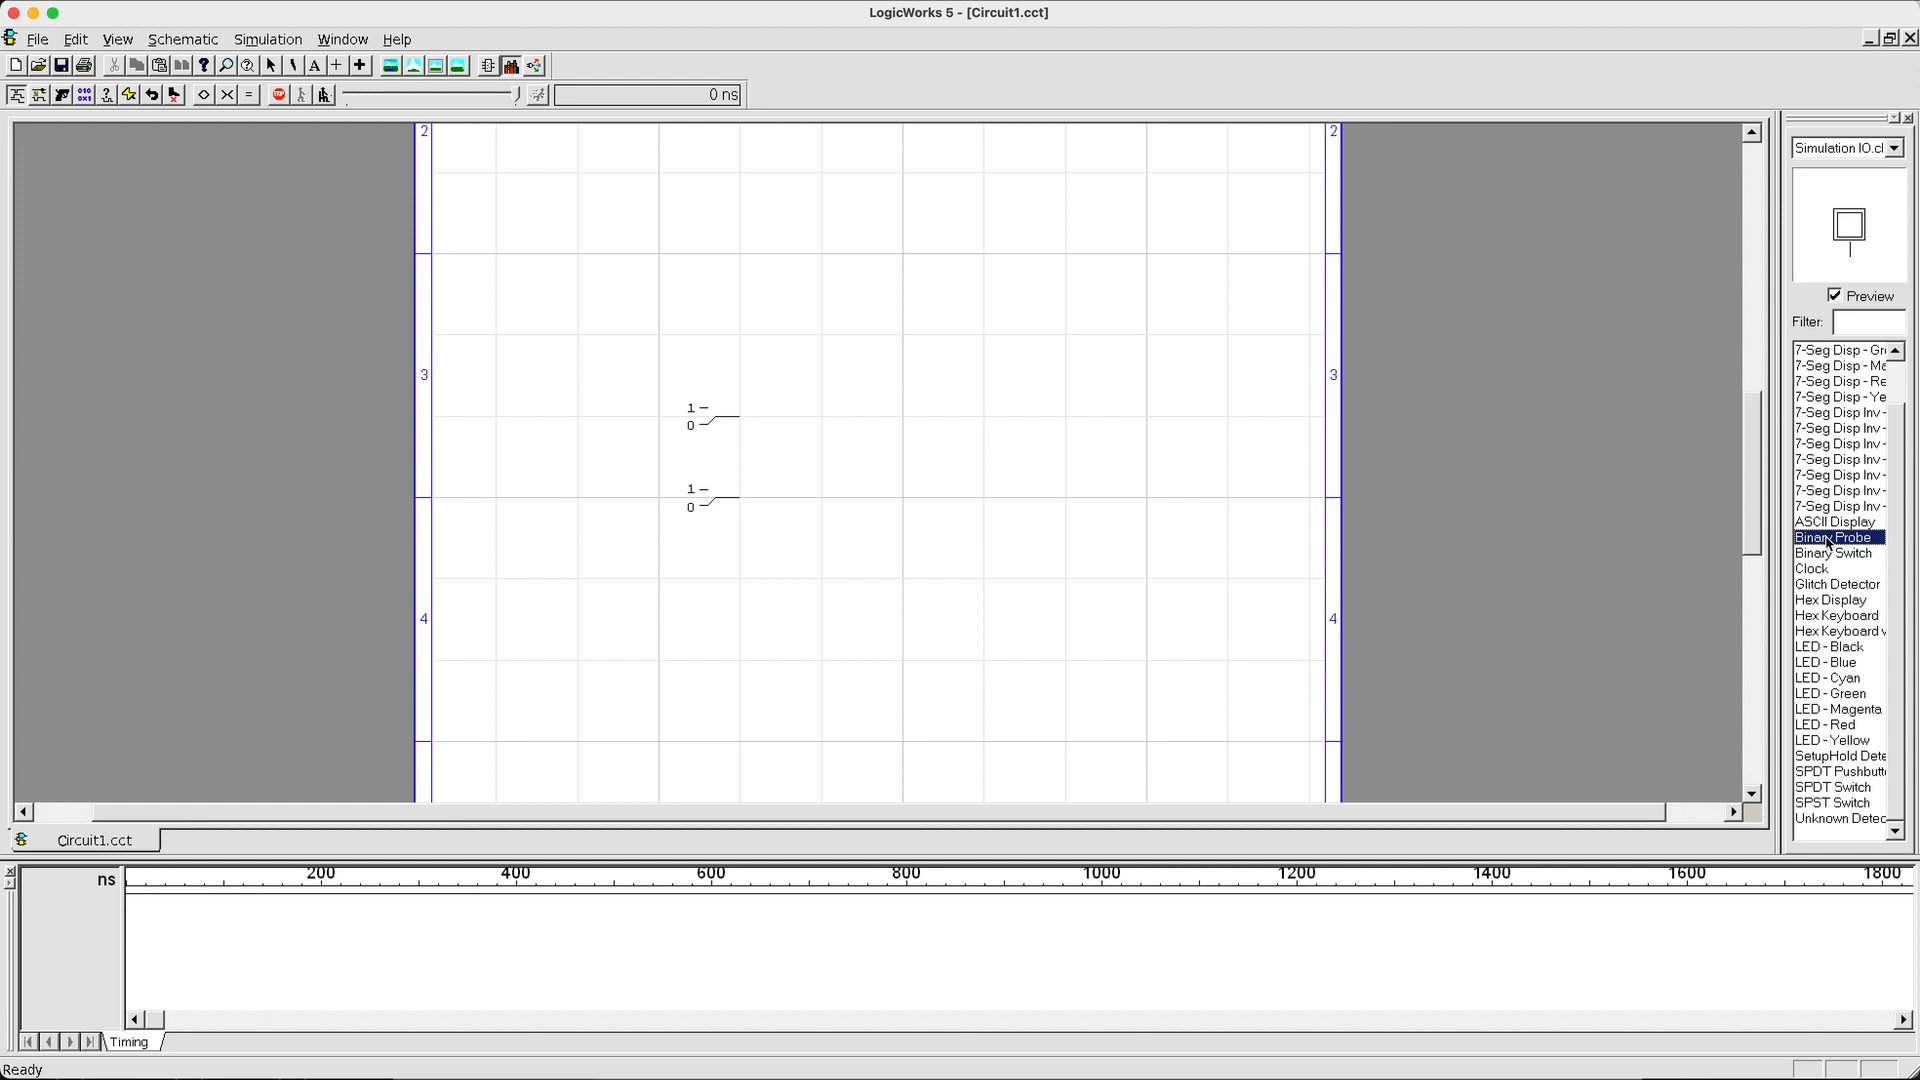 LogicWorks 5 - [Circuit1.cct]
File Edit View Schematic Simulation Window Help
0 ns
2 2
3 3
4 4
1
0
1
0
Simulation IO.cl
Preview
Filter:
7-Seg Disp - Gr
7-Seg Disp - Ma
7-Seg Disp - Re
7-Seg Disp - Ye
7-Seg Disp Inv -
7-Seg Disp Inv -
7-Seg Disp Inv -
7-Seg Disp Inv -
7-Seg Disp Inv -
7-Seg Disp Inv -
7-Seg Disp Inv -
ASCII Display
Binary Probe
Binary Switch
Clock
Glitch Detector
Hex Display
Hex Keyboard
Hex Keyboard v
LED - Black
LED - Blue
LED - Cyan
LED - Green
LED - Magenta
LED - Red
LED - Yellow
SetupHold Dete
SPDT Pushbutt
SPDT Switch
SPST Switch
Unknown Detec
Circuit1.cct
ns 200 400 600 800 1000 1200 1400 1600 1800
Timing
Ready